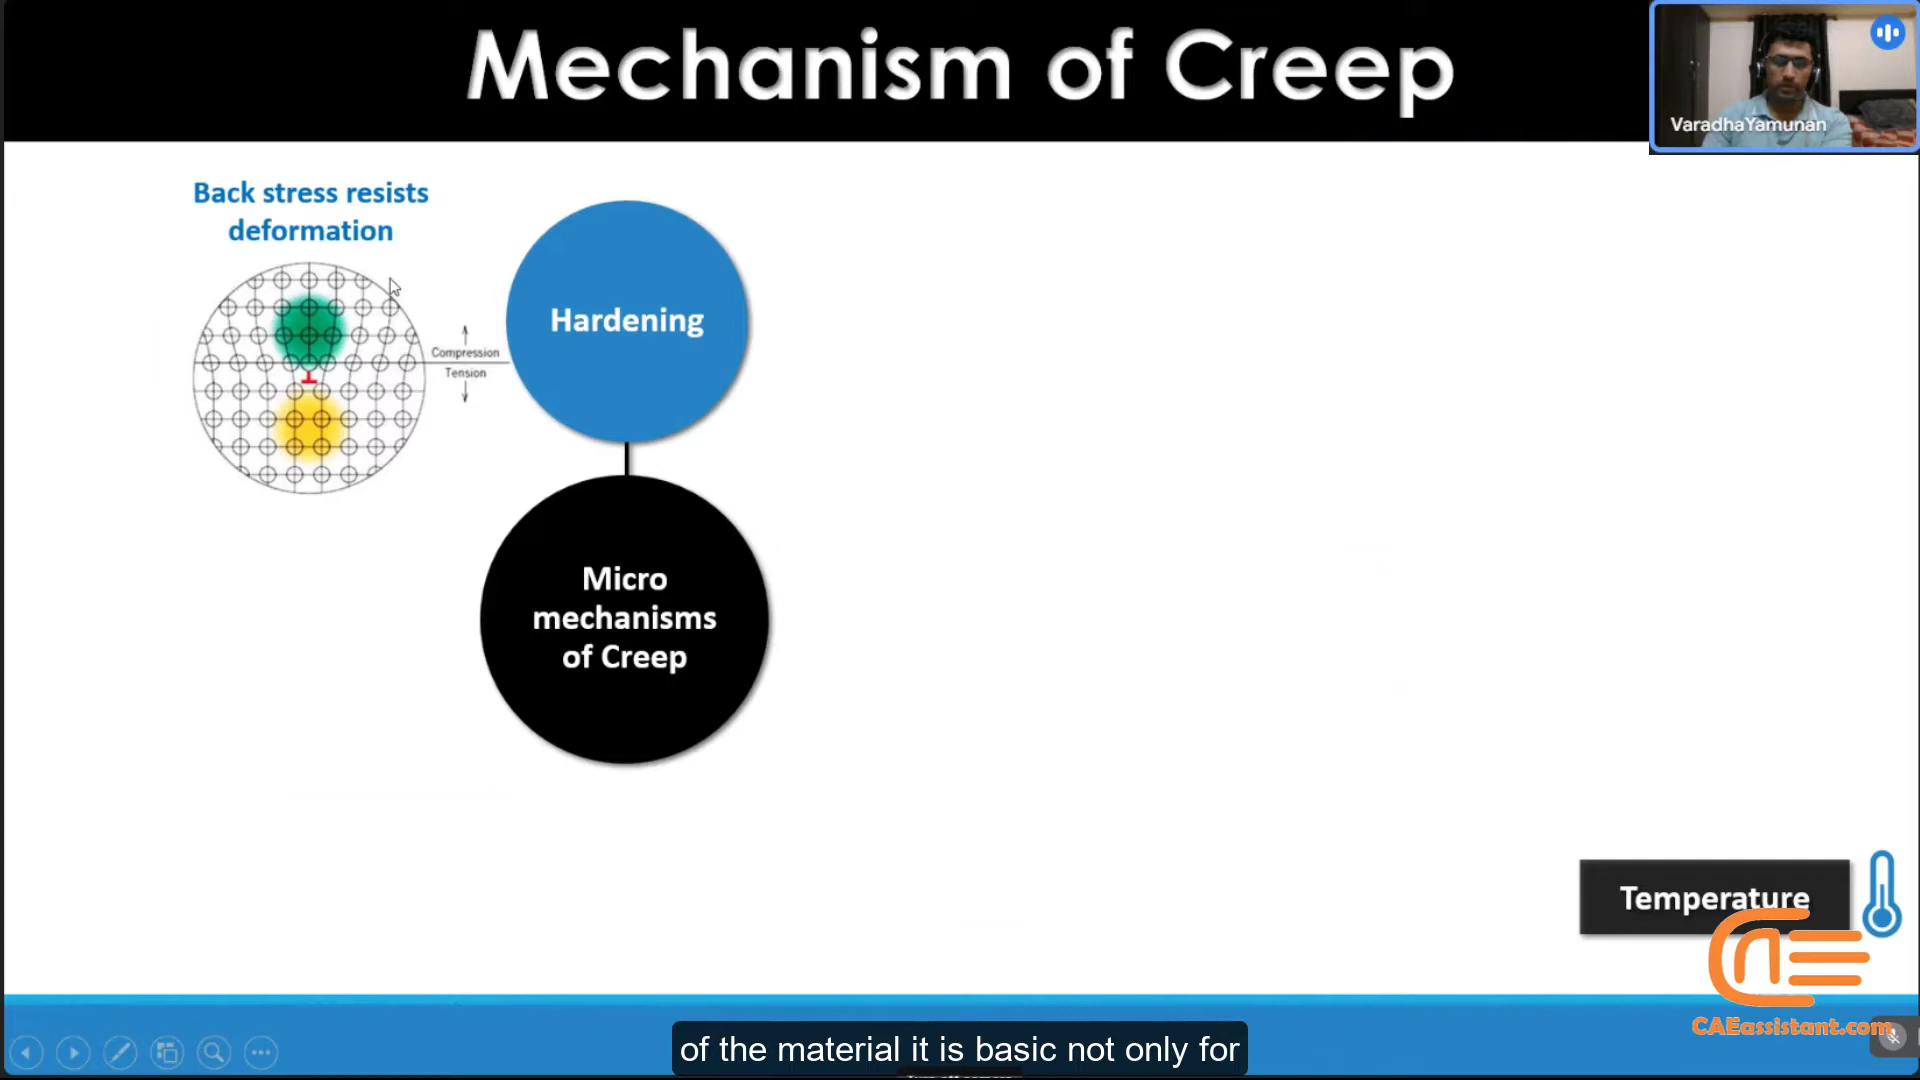 Mechanism of Creep
VaradhaYamunan
Back stress resists
deformation
Hardening
Compression
Tension
Micro
mechanisms
of Creep
Temperature
CAEassistant.com
of the material it is basic not only for